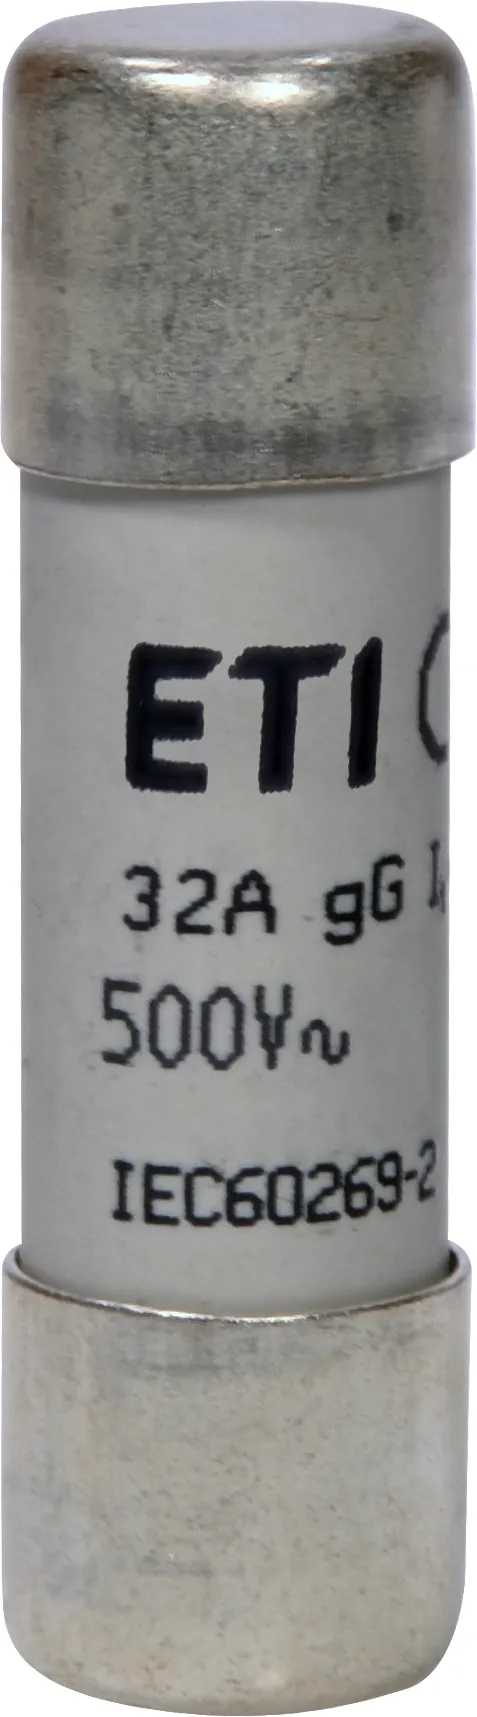 ETI
32A gG I
500V~
IEC60269-2